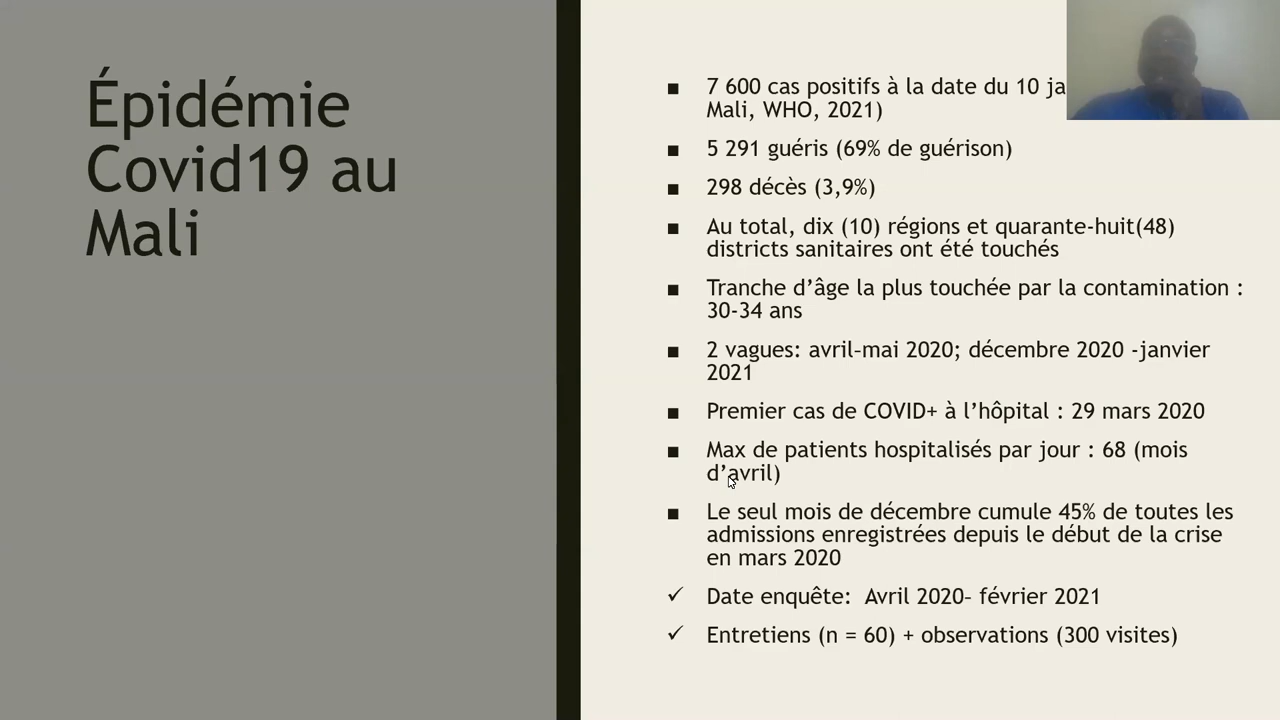 Épidémie
Covid19 au
Mali
▪ 7 600 cas positifs à la date du 10
Mali, WHO, 2021)
▪ 5 291 guéris (69% de guérison)
▪ 298 décès (3,9%)
▪ Au total, dix (10) régions et quarante-huit(48)
districts sanitaires ont été touchés
▪ Tranche d’âge la plus touchée par la contamination :
30-34 ans
▪ 2 vagues: avril–mai 2020; décembre 2020 -janvier
2021
▪ Premier cas de COVID+ à l’hôpital : 29 mars 2020
▪ Max de patients hospitalisés par jour : 68 (mois
d’avril)
▪ Le seul mois de décembre cumule 45% de toutes les
admissions enregistrées depuis le début de la crise
en mars 2020
✓ Date enquête:  Avril 2020– février 2021
✓ Entretiens (n = 60) + observations (300 visites)